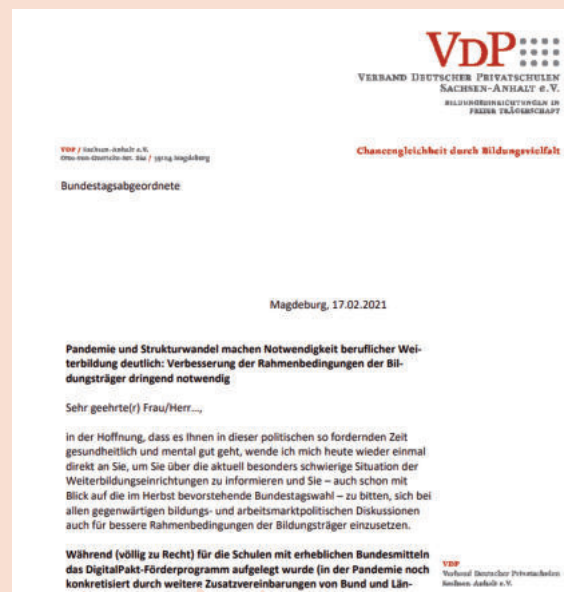 VDP
VERBAND DEUTSCHER PRIVATSCHULEN
SACHSEN-ANHALT e.V.
BILDUNGSEINRICHTUNGEN IN
FREIER TRÄGERSCHAFT
VDP / Sachsen-Anhalt e.V.
Chancengleichheit durch Bildungsvielfalt
Otto-von-Guericke-Str. / Magdeburg
Bundestagsabgeordnete
Magdeburg, 17.02.2021
Pandemie und Strukturwandel machen Notwendigkeit beruflicher Wei-
terbildung deutlich: Verbesserung der Rahmenbedingungen der Bil-
dungsträger dringend notwendig
Sehr geehrte(r) Frau/Herr...,
in der Hoffnung, dass es Ihnen in dieser politischen so fordernden Zeit
gesundheitlich und mental gut geht, wende ich mich heute wieder einmal
direkt an Sie, um Sie über die aktuell besonders schwierige Situation der
Weiterbildungseinrichtungen zu informieren und Sie – auch schon mit
Blick auf die im Herbst bevorstehende Bundestagswahl – zu bitten, sich bei
allen gegenwärtigen bildungs- und arbeitsmarktpolitischen Diskussionen
auch für bessere Rahmenbedingungen der Bildungsträger einzusetzen.
Während (völlig zu Recht) für die Schulen mit erheblichen Bundesmitteln
das DigitalPakt-Förderprogramm aufgelegt wurde (in der Pandemie noch
konkretisiert durch weitere Zusatzvereinbarungen von Bund und Län-
VDP
Verband Deutscher Privatschulen
Sachsen-Anhalt e.V.